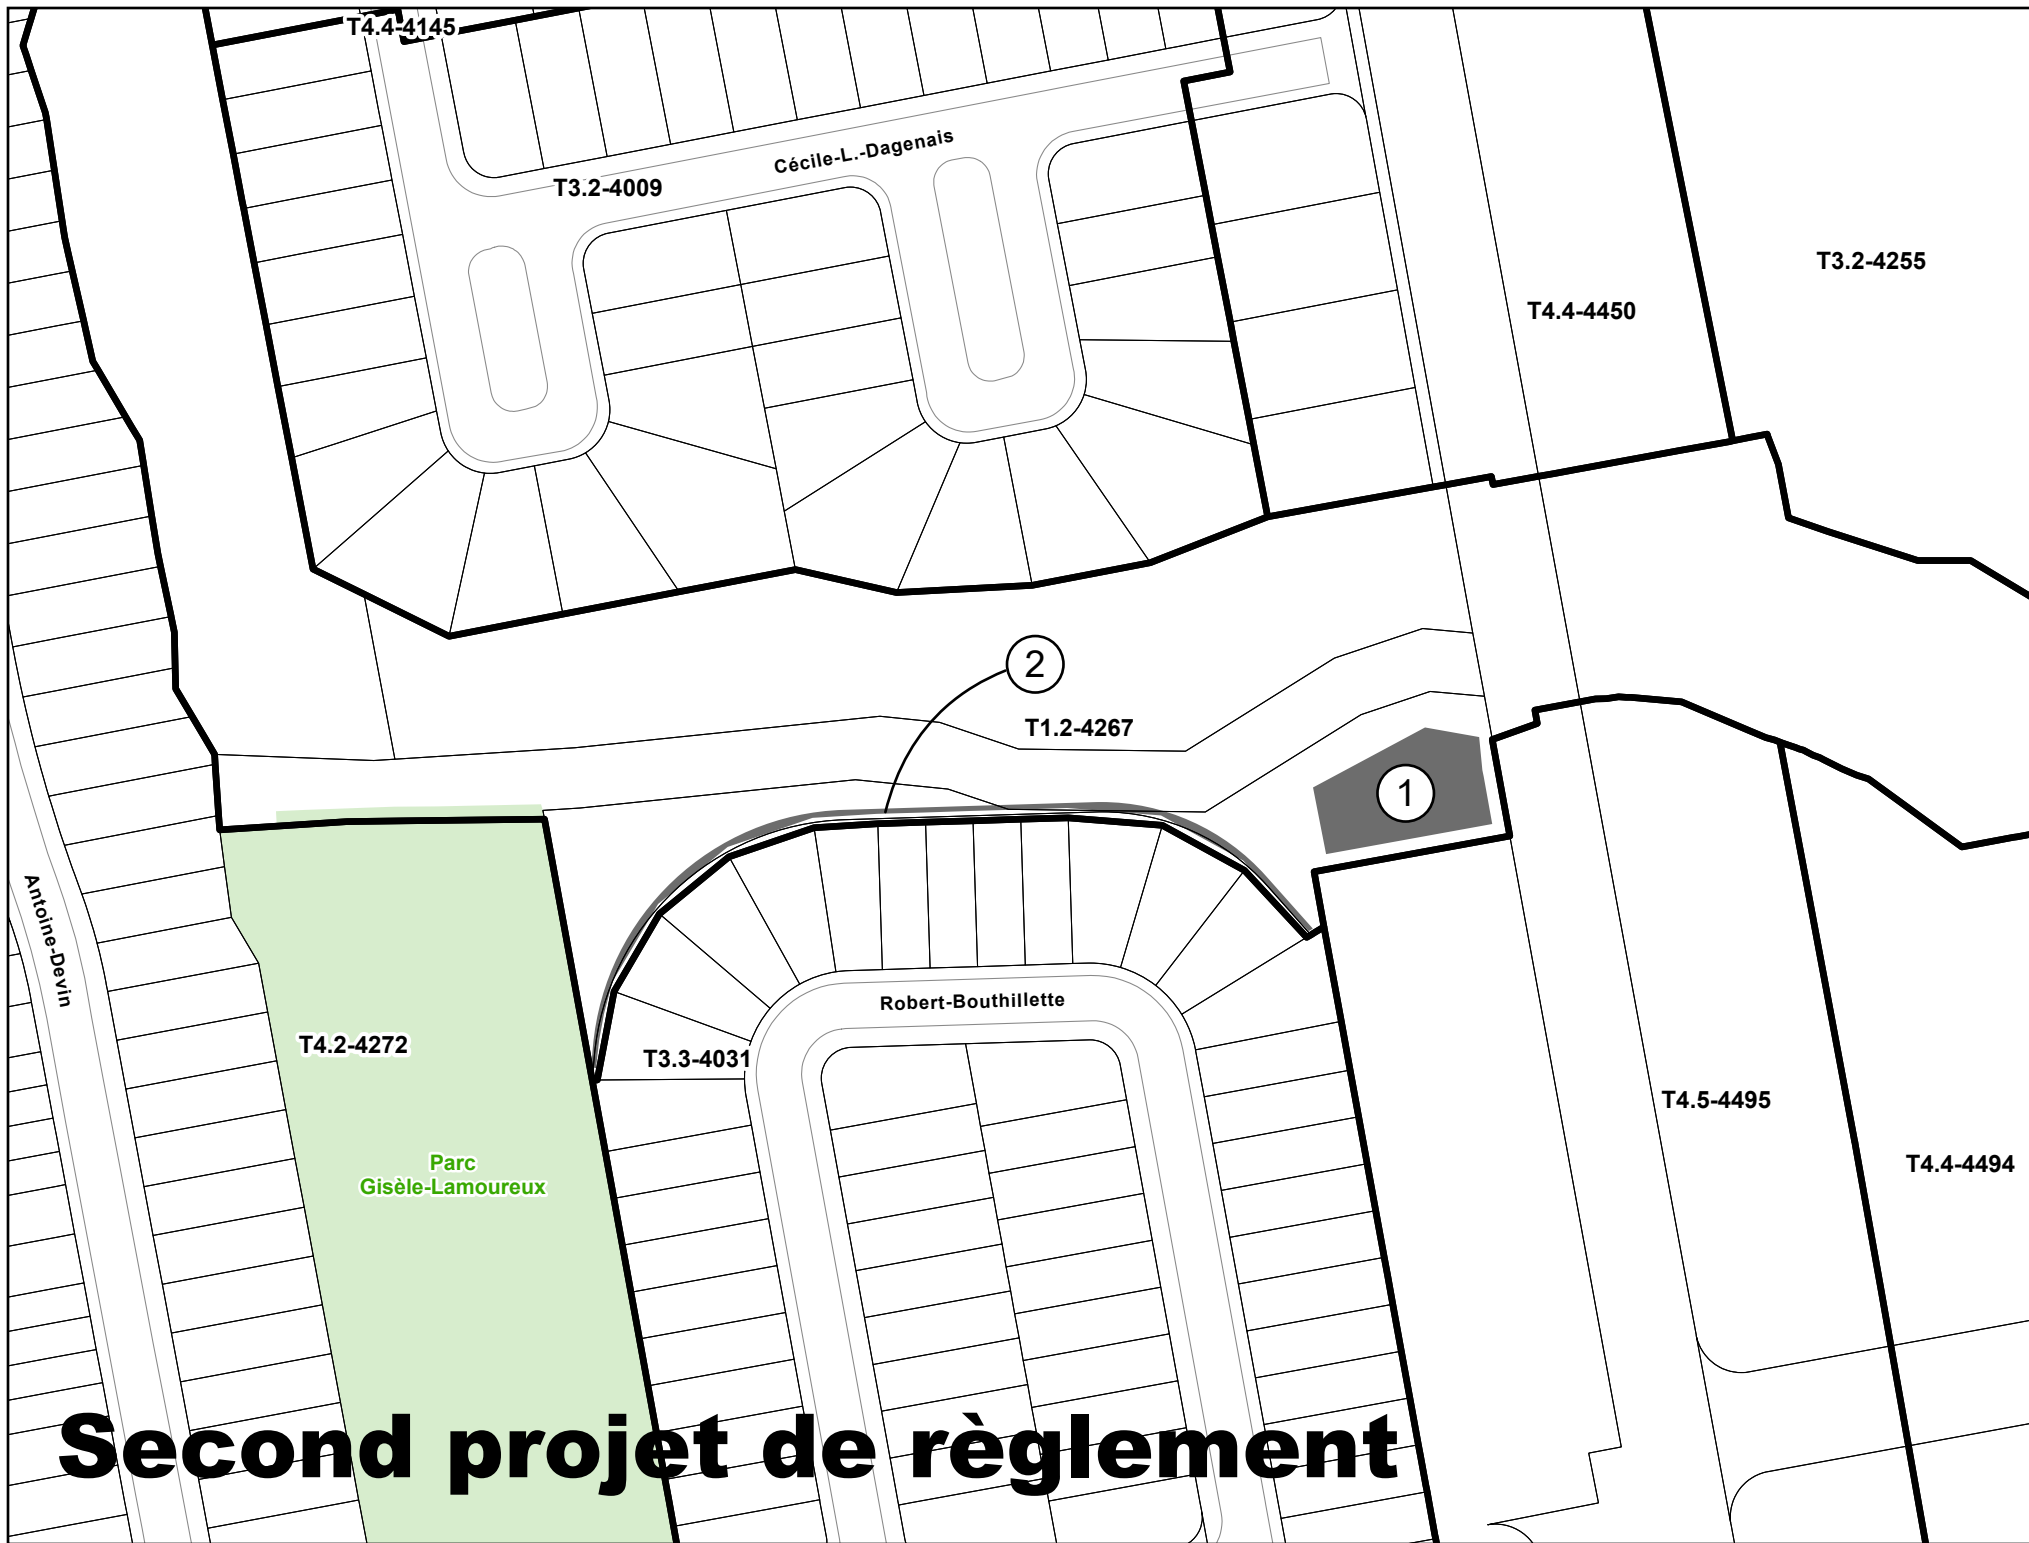 T4.4-4145
Cécile-L.-Dagenais
T3.2-4009
T3.2-4255
T4.4-4450
2
T1.2-4267
1
Antoine-Devin
Robert-Bouthillette
T4.2-4272
T3.3-4031
T4.5-4495
Parc
Gisèle-Lamoureux
T4.4-4494
Second projet de règlement